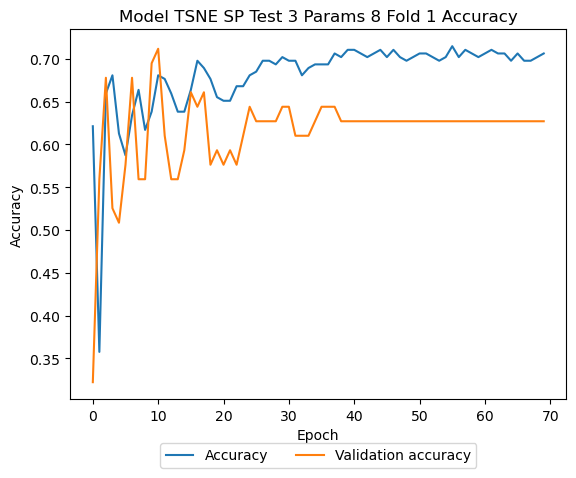 Model TSNE SP Test 3 Params 8 Fold 1 Accuracy
0.70
0.65
0.60
0.55
0.50
0.45
0.40
0.35
Accuracy
0 10 20 30 40 50 60 70
Epoch
Accuracy Validation accuracy